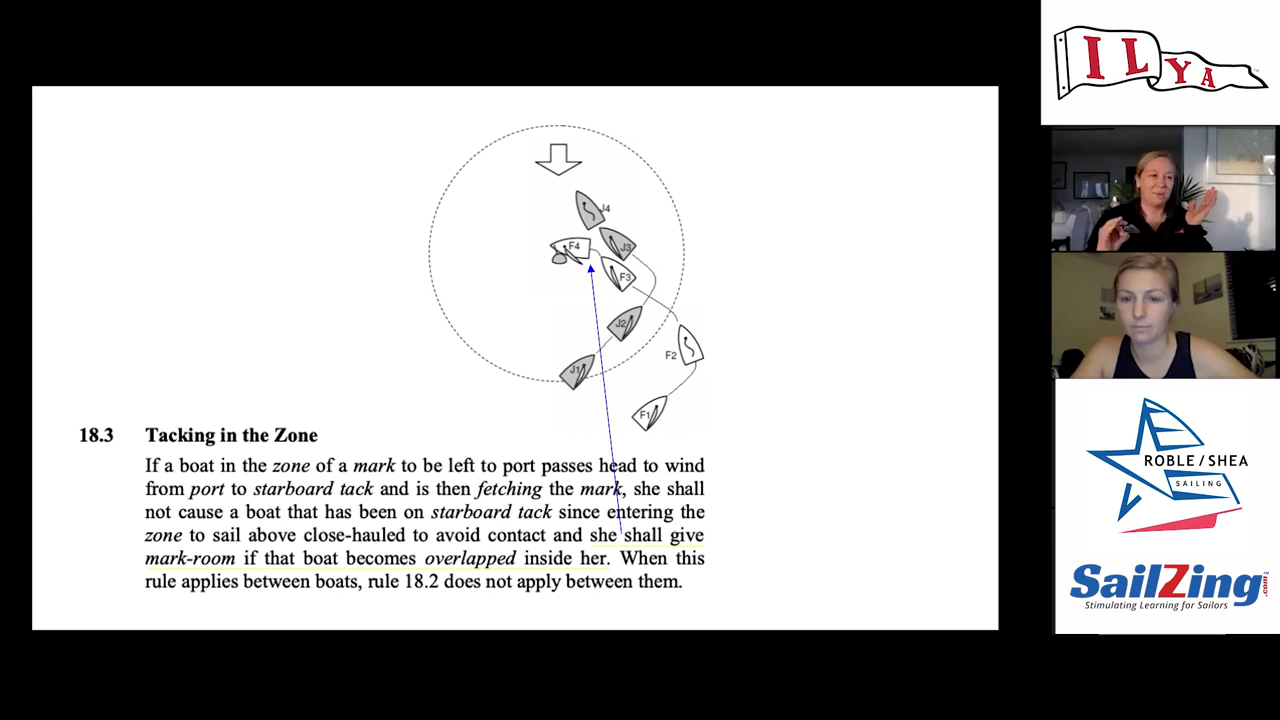 J4
F4
J3
F3
J2
F2
J1
F1
18.3 Tacking in the Zone
If a boat in the zone of a mark to be left to port passes head to wind
from port to starboard tack and is then fetching the mark, she shall
not cause a boat that has been on starboard tack since entering the
zone to sail above close-hauled to avoid contact and she shall give
mark-room if that boat becomes overlapped inside her. When this
rule applies between boats, rule 18.2 does not apply between them.
ILYA
ROBLE/SHEA
SAILING
SailZing.com
Stimulating Learning for Sailors